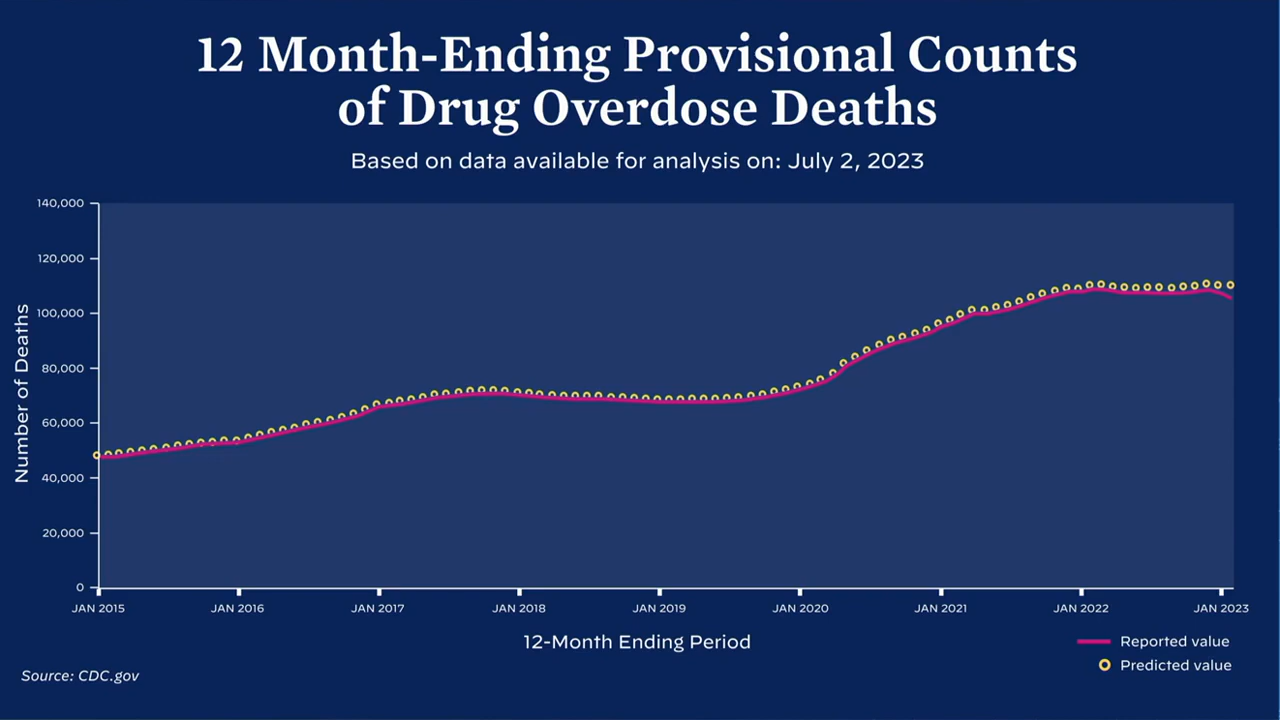 12 Month-Ending Provisional Counts
of Drug Overdose Deaths
Based on data available for analysis on: July 2, 2023
Number of Deaths
140,000
120,000
100,000
80,000
60,000
40,000
20,000
0
JAN 2015
JAN 2016
JAN 2017
JAN 2018
JAN 2019
JAN 2020
JAN 2021
JAN 2022
JAN 2023
12-Month Ending Period
Reported value
Predicted value
Source: CDC.gov